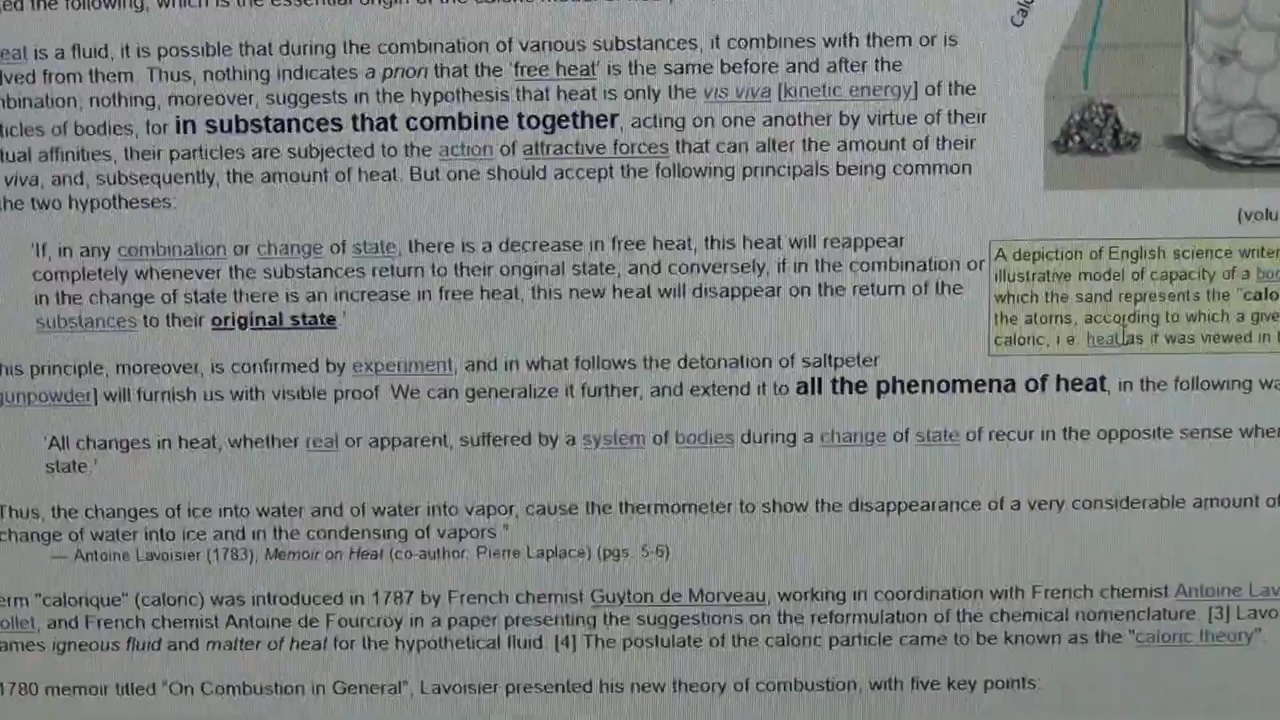 ed the following, which is the essential origin of the
Calo
eat is a fluid, it is possible that during the combination of various substances, it combines with them or is
lved from them. Thus, nothing indicates a priori that the 'free heat' is the same before and after the
nbination; nothing, moreover, suggests in the hypothesis that heat is only the vis viva [kinetic energy] of the
ticles of bodies, for in substances that combine together, acting on one another by virtue of their
tual affinities, their particles are subjected to the action of attractive forces that can alter the amount of their
viva, and, subsequently, the amount of heat. But one should accept the following principals being common
he two hypotheses:
'If, in any combination or change of state, there is a decrease in free heat, this heat will reappear
completely whenever the substances return to their original state, and conversely, if in the combination or
in the change of state there is an increase in free heat, this new heat will disappear on the return of the
substances to their original state.'
(volu
A depiction of English science writer
illustrative model of capacity of a bod
which the sand represents the "calo
the atoms, according to which a give
caloric, i.e. heat as it was viewed in t
his principle, moreover, is confirmed by experiment, and in what follows the detonation of saltpeter
gunpowder] will furnish us with visible proof. We can generalize it further, and extend it to all the phenomena of heat, in the following wa
'All changes in heat, whether real or apparent, suffered by a system of bodies during a change of state of recur in the opposite sense when
state.'
Thus, the changes of ice into water and of water into vapor, cause the thermometer to show the disappearance of a very considerable amount of
change of water into ice and in the condensing of vapors."
— Antoine Lavoisier (1783), Memoir on Heat (co-author: Pierre Laplace) (pgs. 5-6)
erm "calorique" (caloric) was introduced in 1787 by French chemist Guyton de Morveau, working in coordination with French chemist Antoine Lav
ollet, and French chemist Antoine de Fourcroy in a paper presenting the suggestions on the reformulation of the chemical nomenclature. [3] Lavo
ames igneous fluid and matter of heat for the hypothetical fluid. [4] The postulate of the caloric particle came to be known as the "caloric theory".
1780 memoir titled "On Combustion in General", Lavoisier presented his new theory of combustion, with five key points: